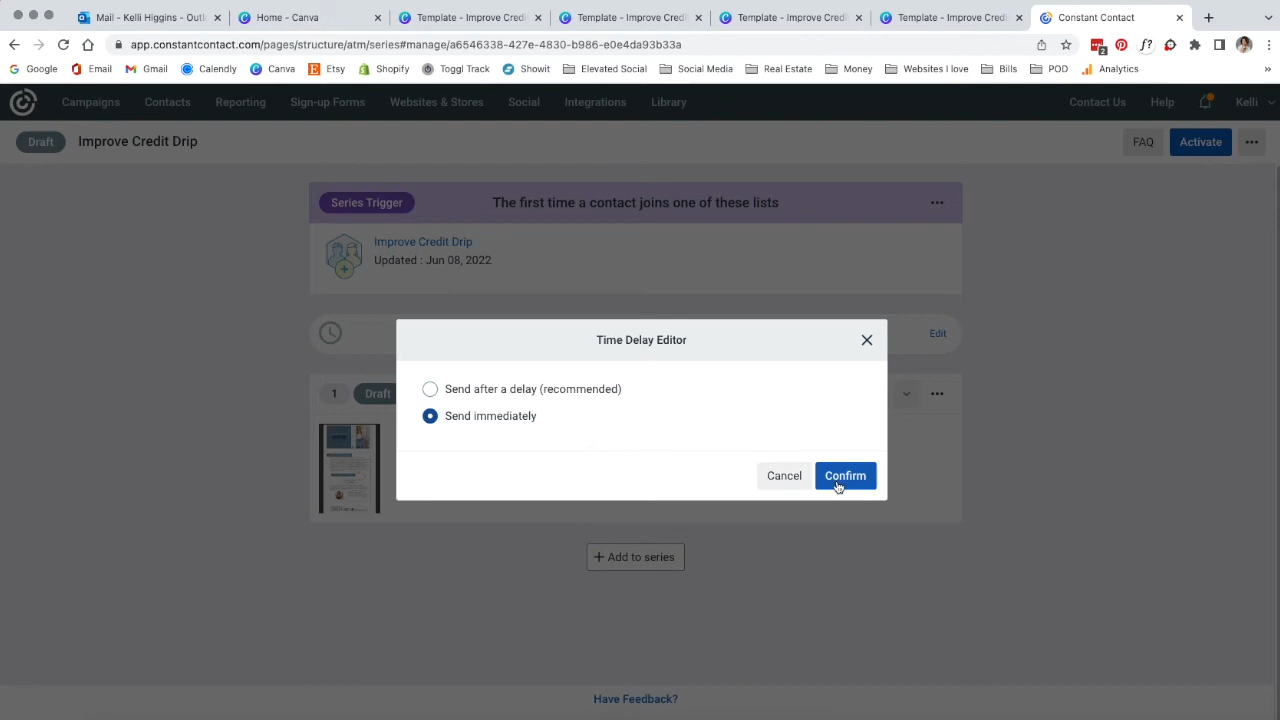 Mail - Kelli Higgins - Outl
Home - Canva
Template - Improve Credi
Template - Improve Credi
Template - Improve Credi
Template - Improve Credi
Constant Contact
app.constantcontact.com/pages/structure/atm/series#manage/a6546338-427e-4830-b986-e0e4da93b33a
2
f?
Google
Email
Gmail
Calendly
Canva
Etsy
Shopify
Toggl Track
Showit
Elevated Social
Social Media
Real Estate
Money
Websites I love
Bills
POD
Analytics
»
Campaigns
Contacts
Reporting
Sign-up Forms
Websites & Stores
Social
Integrations
Library
Contact Us
Help
Kelli
Draft
Improve Credit Drip
FAQ
Activate
Series Trigger
The first time a contact joins one of these lists
Improve Credit Drip
Updated : Jun 08, 2022
Edit
Time Delay Editor
Send after a delay (recommended)
Send immediately
Cancel
Confirm
1
Draft
+ Add to series
Have Feedback?